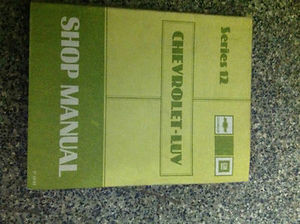 Series 12
CHEVROLET-LUV
SHOP MANUAL